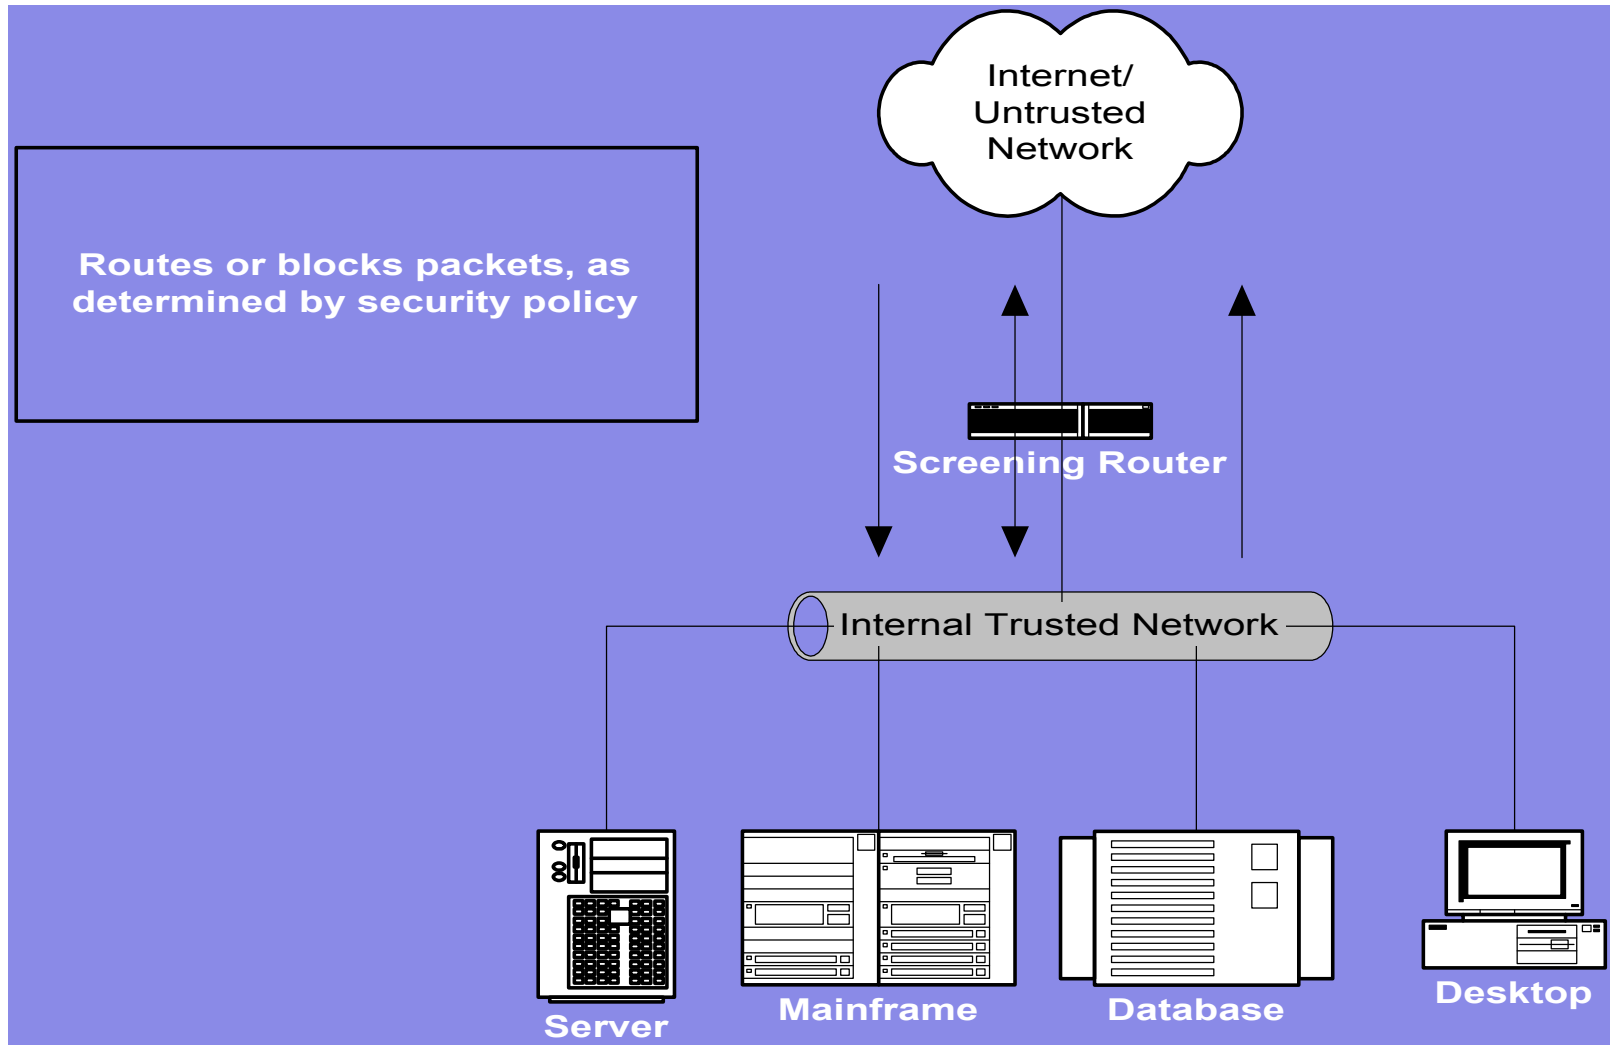 Internet/
Untrusted
Network
Routes or blocks packets, as
determined by security policy
Screening Router
Internal Trusted Network
Server
Mainframe
Database
Desktop